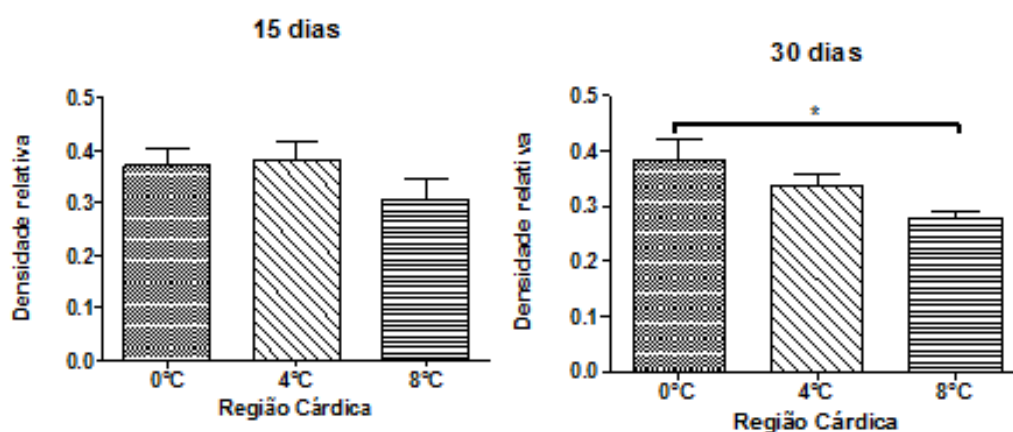 15 dias
Densidade relativa
0.5
0.4
0.3
0.2
0.1
0.0
0°C 4°C 8°C
Região Cárdica
30 dias
Densidade relativa
0.5
0.4
0.3
0.2
0.1
0.0
*
0°C 4°C 8°C
Região Cárdica